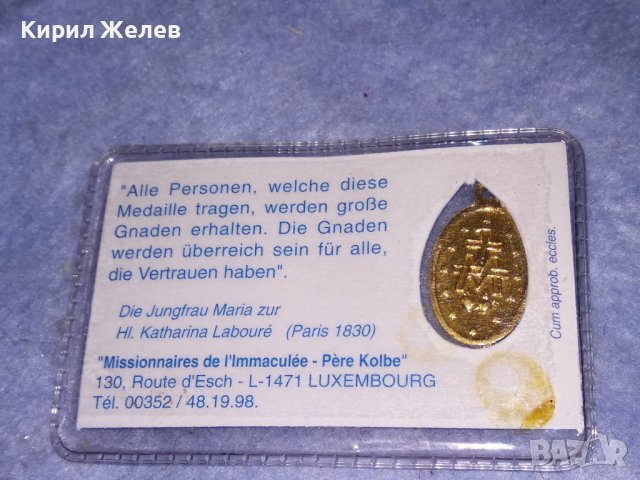 Кирил Желев
"Alle Personen, welche diese
Medaille tragen, werden große
Gnaden erhalten. Die Gnaden
werden überreich sein für alle,
die Vertrauen haben".
Die Jungfrau Maria zur
Hl. Katharina Labouré (Paris 1830)
"Missionnaires de l'Immaculée - Père Kolbe"
130, Route d'Esch - L-1471 LUXEMBOURG
Tél. 00352 / 48.19.98.
Cum approb. eccles.
BAZAR